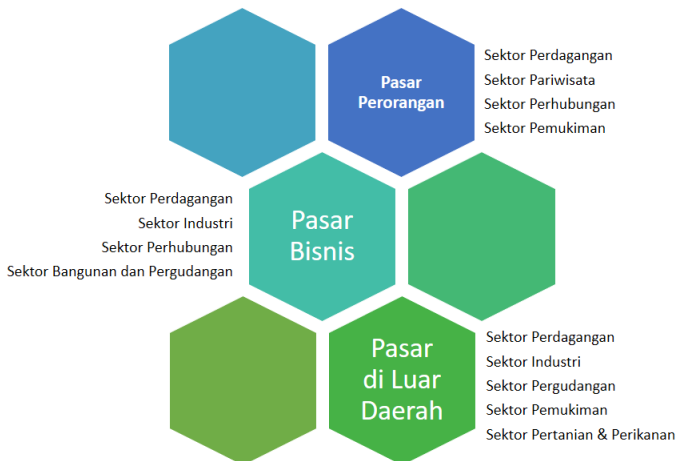 Pasar
Perorangan
Sektor Perdagangan
Sektor Pariwisata
Sektor Perhubungan
Sektor Pemukiman
Pasar
Bisnis
Sektor Perdagangan
Sektor Industri
Sektor Perhubungan
Sektor Bangunan dan Pergudangan
Pasar
di Luar
Daerah
Sektor Perdagangan
Sektor Industri
Sektor Pergudangan
Sektor Pemukiman
Sektor Pertanian & Perikanan